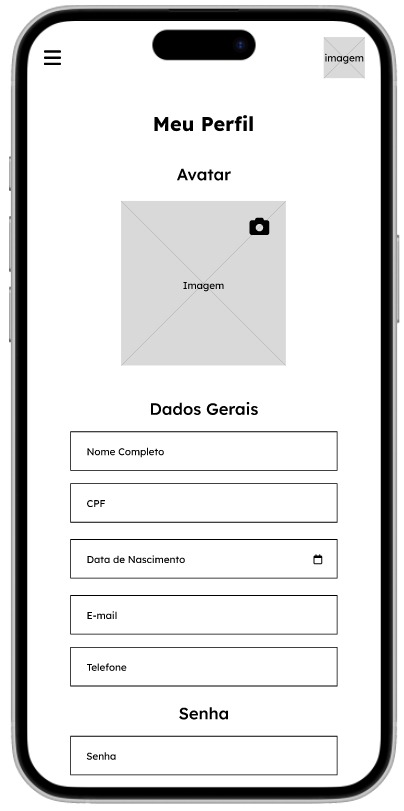 imagem
Meu Perfil
Avatar
Imagem
Dados Gerais
Nome Completo
CPF
Data de Nascimento
E-mail
Telefone
Senha
Senha